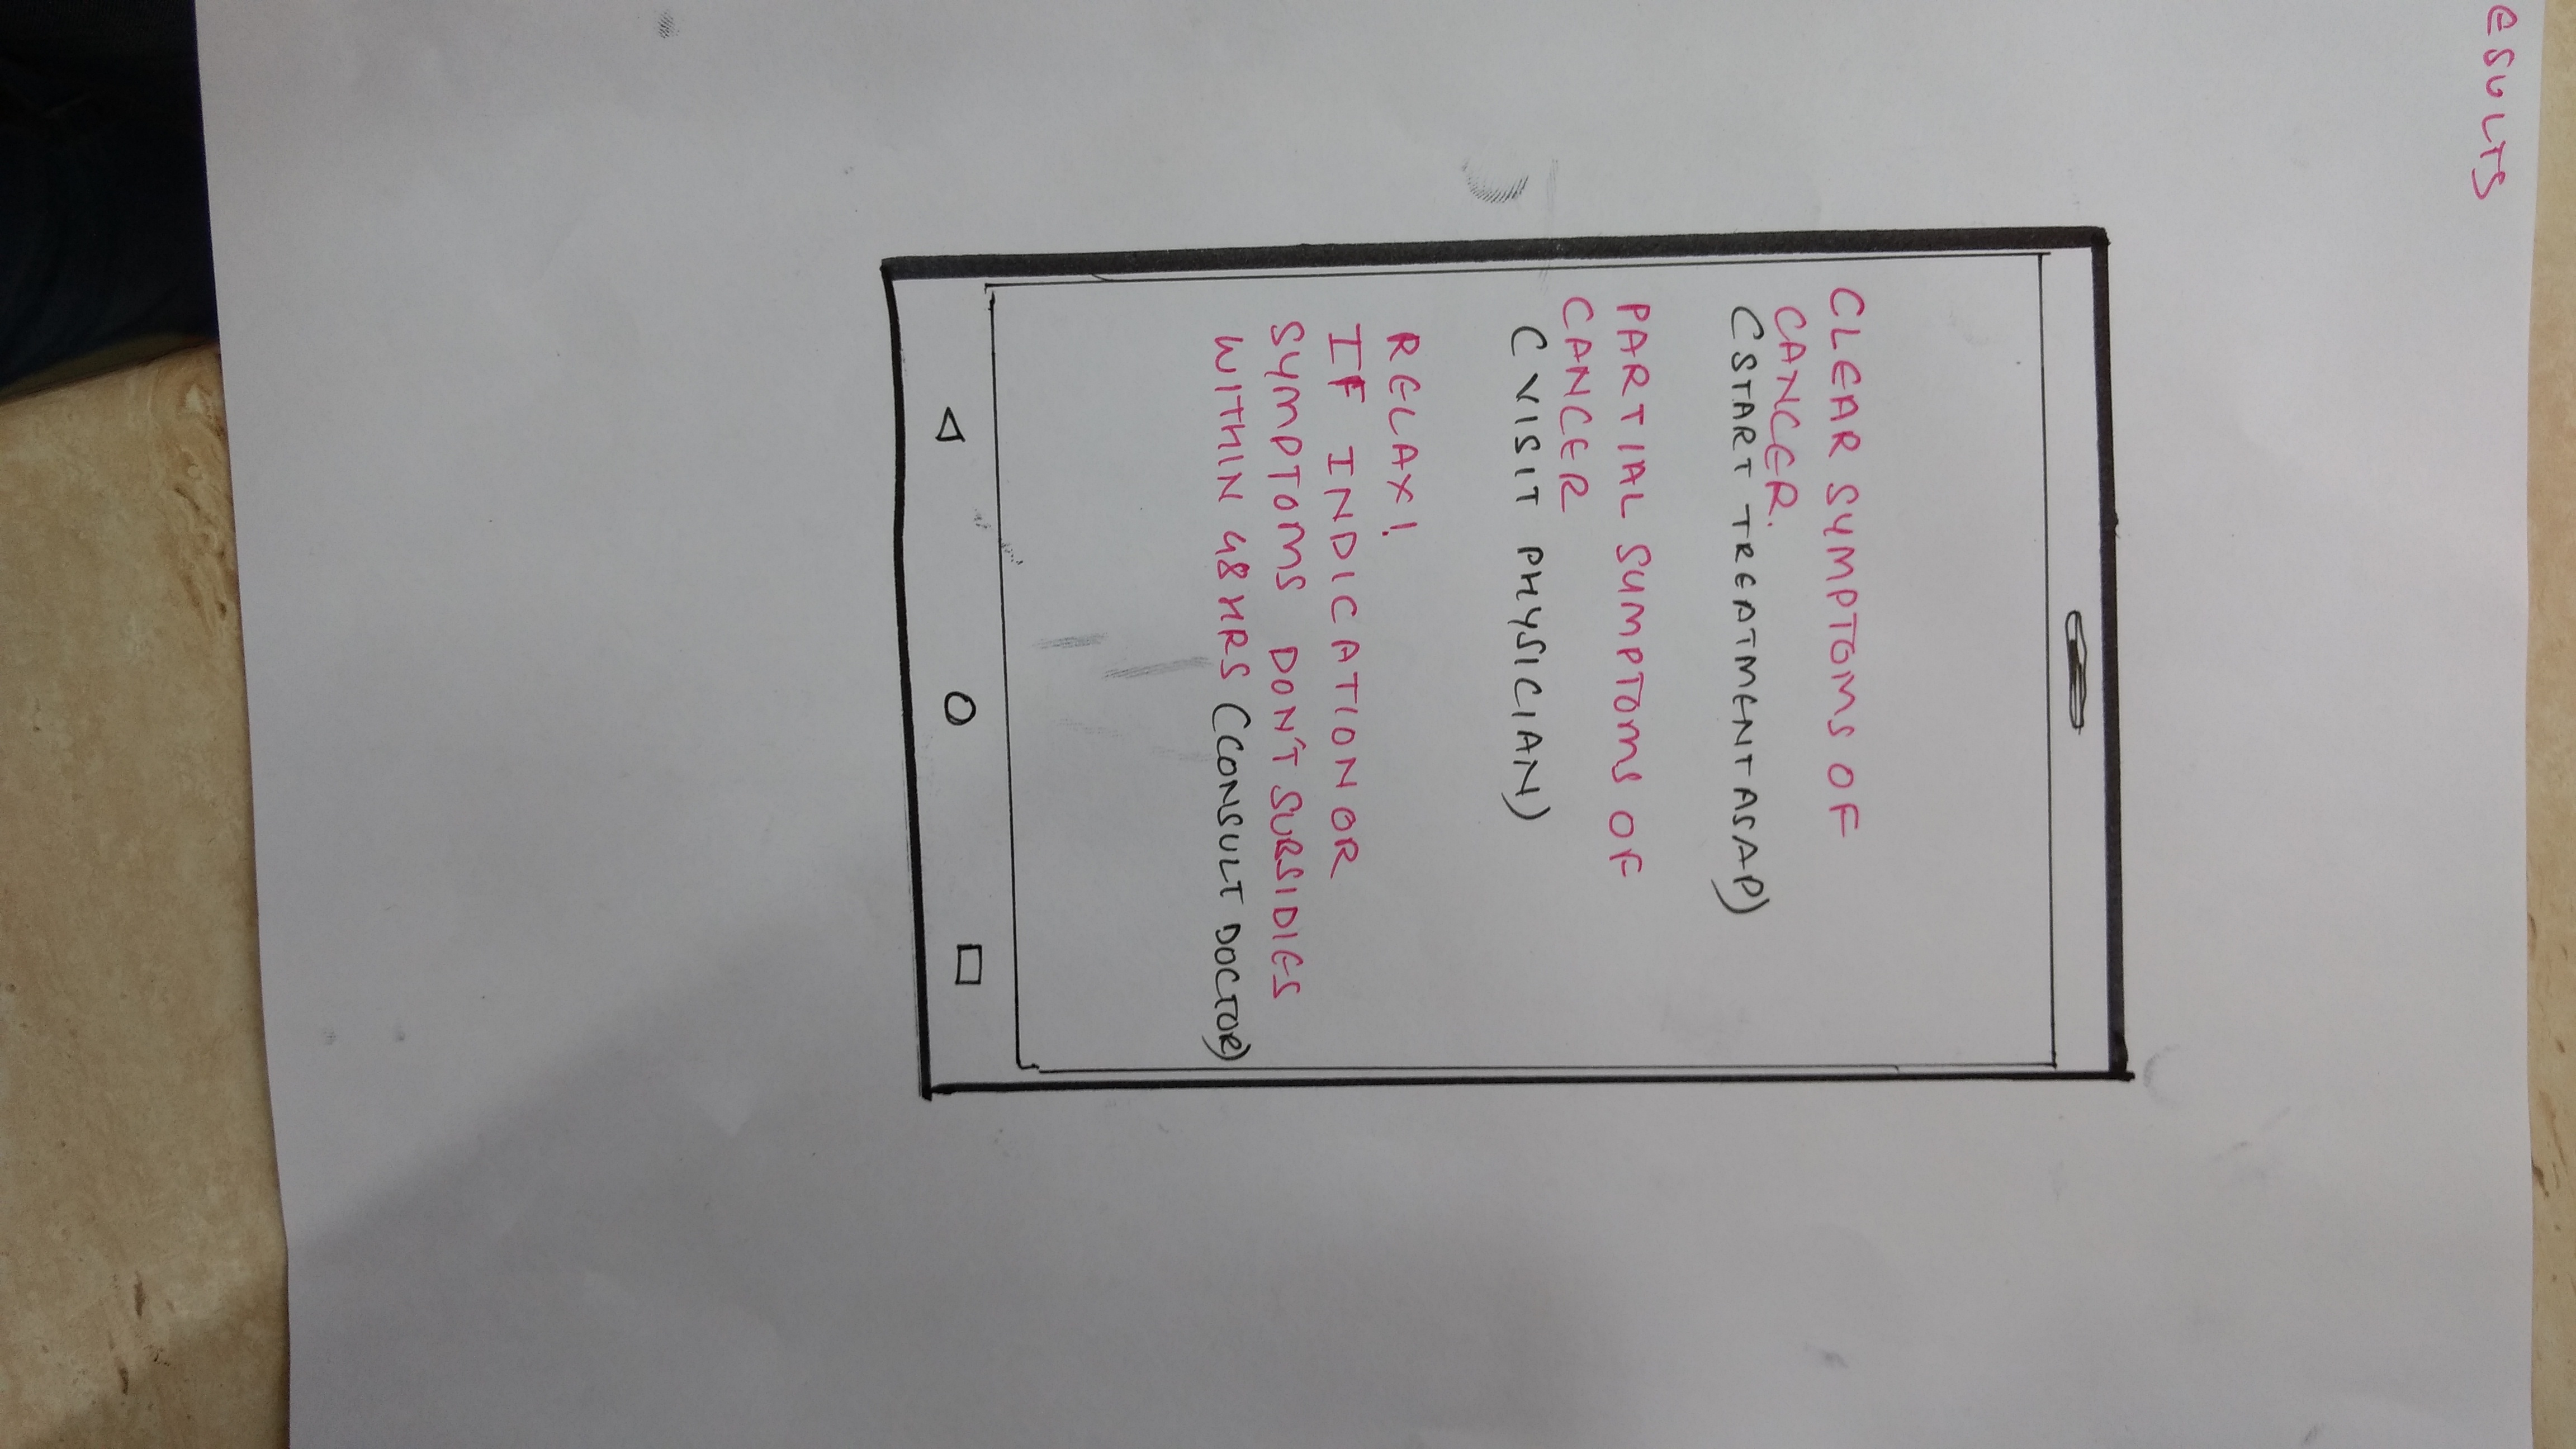 ESULTS
CLEAR SYMPTOMS OF
CANCER.
(START TREATMENT ASAP)
PARTIAL SUMPTOMS OF
CANCER
(VISIT PHYSICIAN)
RELAX!
IF INDICATION OR
SYMPTOMS DON'T SUBSIDIES
WITHIN 48 HRS (CONSULT DOCTOR)